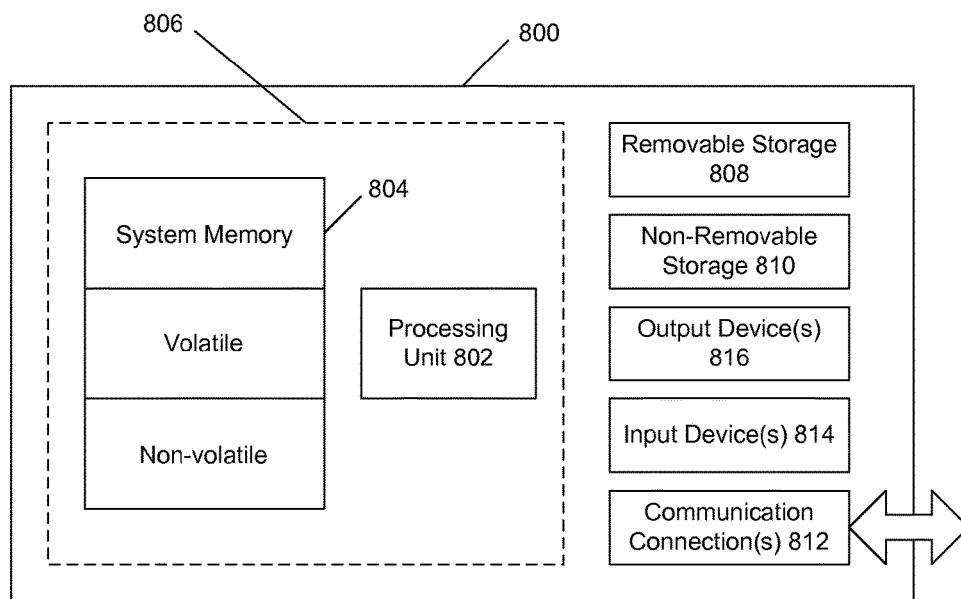 806
800
804
System Memory
Volatile
Non-volatile
Processing
Unit 802
Removable Storage
808
Non-Removable
Storage 810
Output Device(s)
816
Input Device(s) 814
Communication
Connection(s) 812